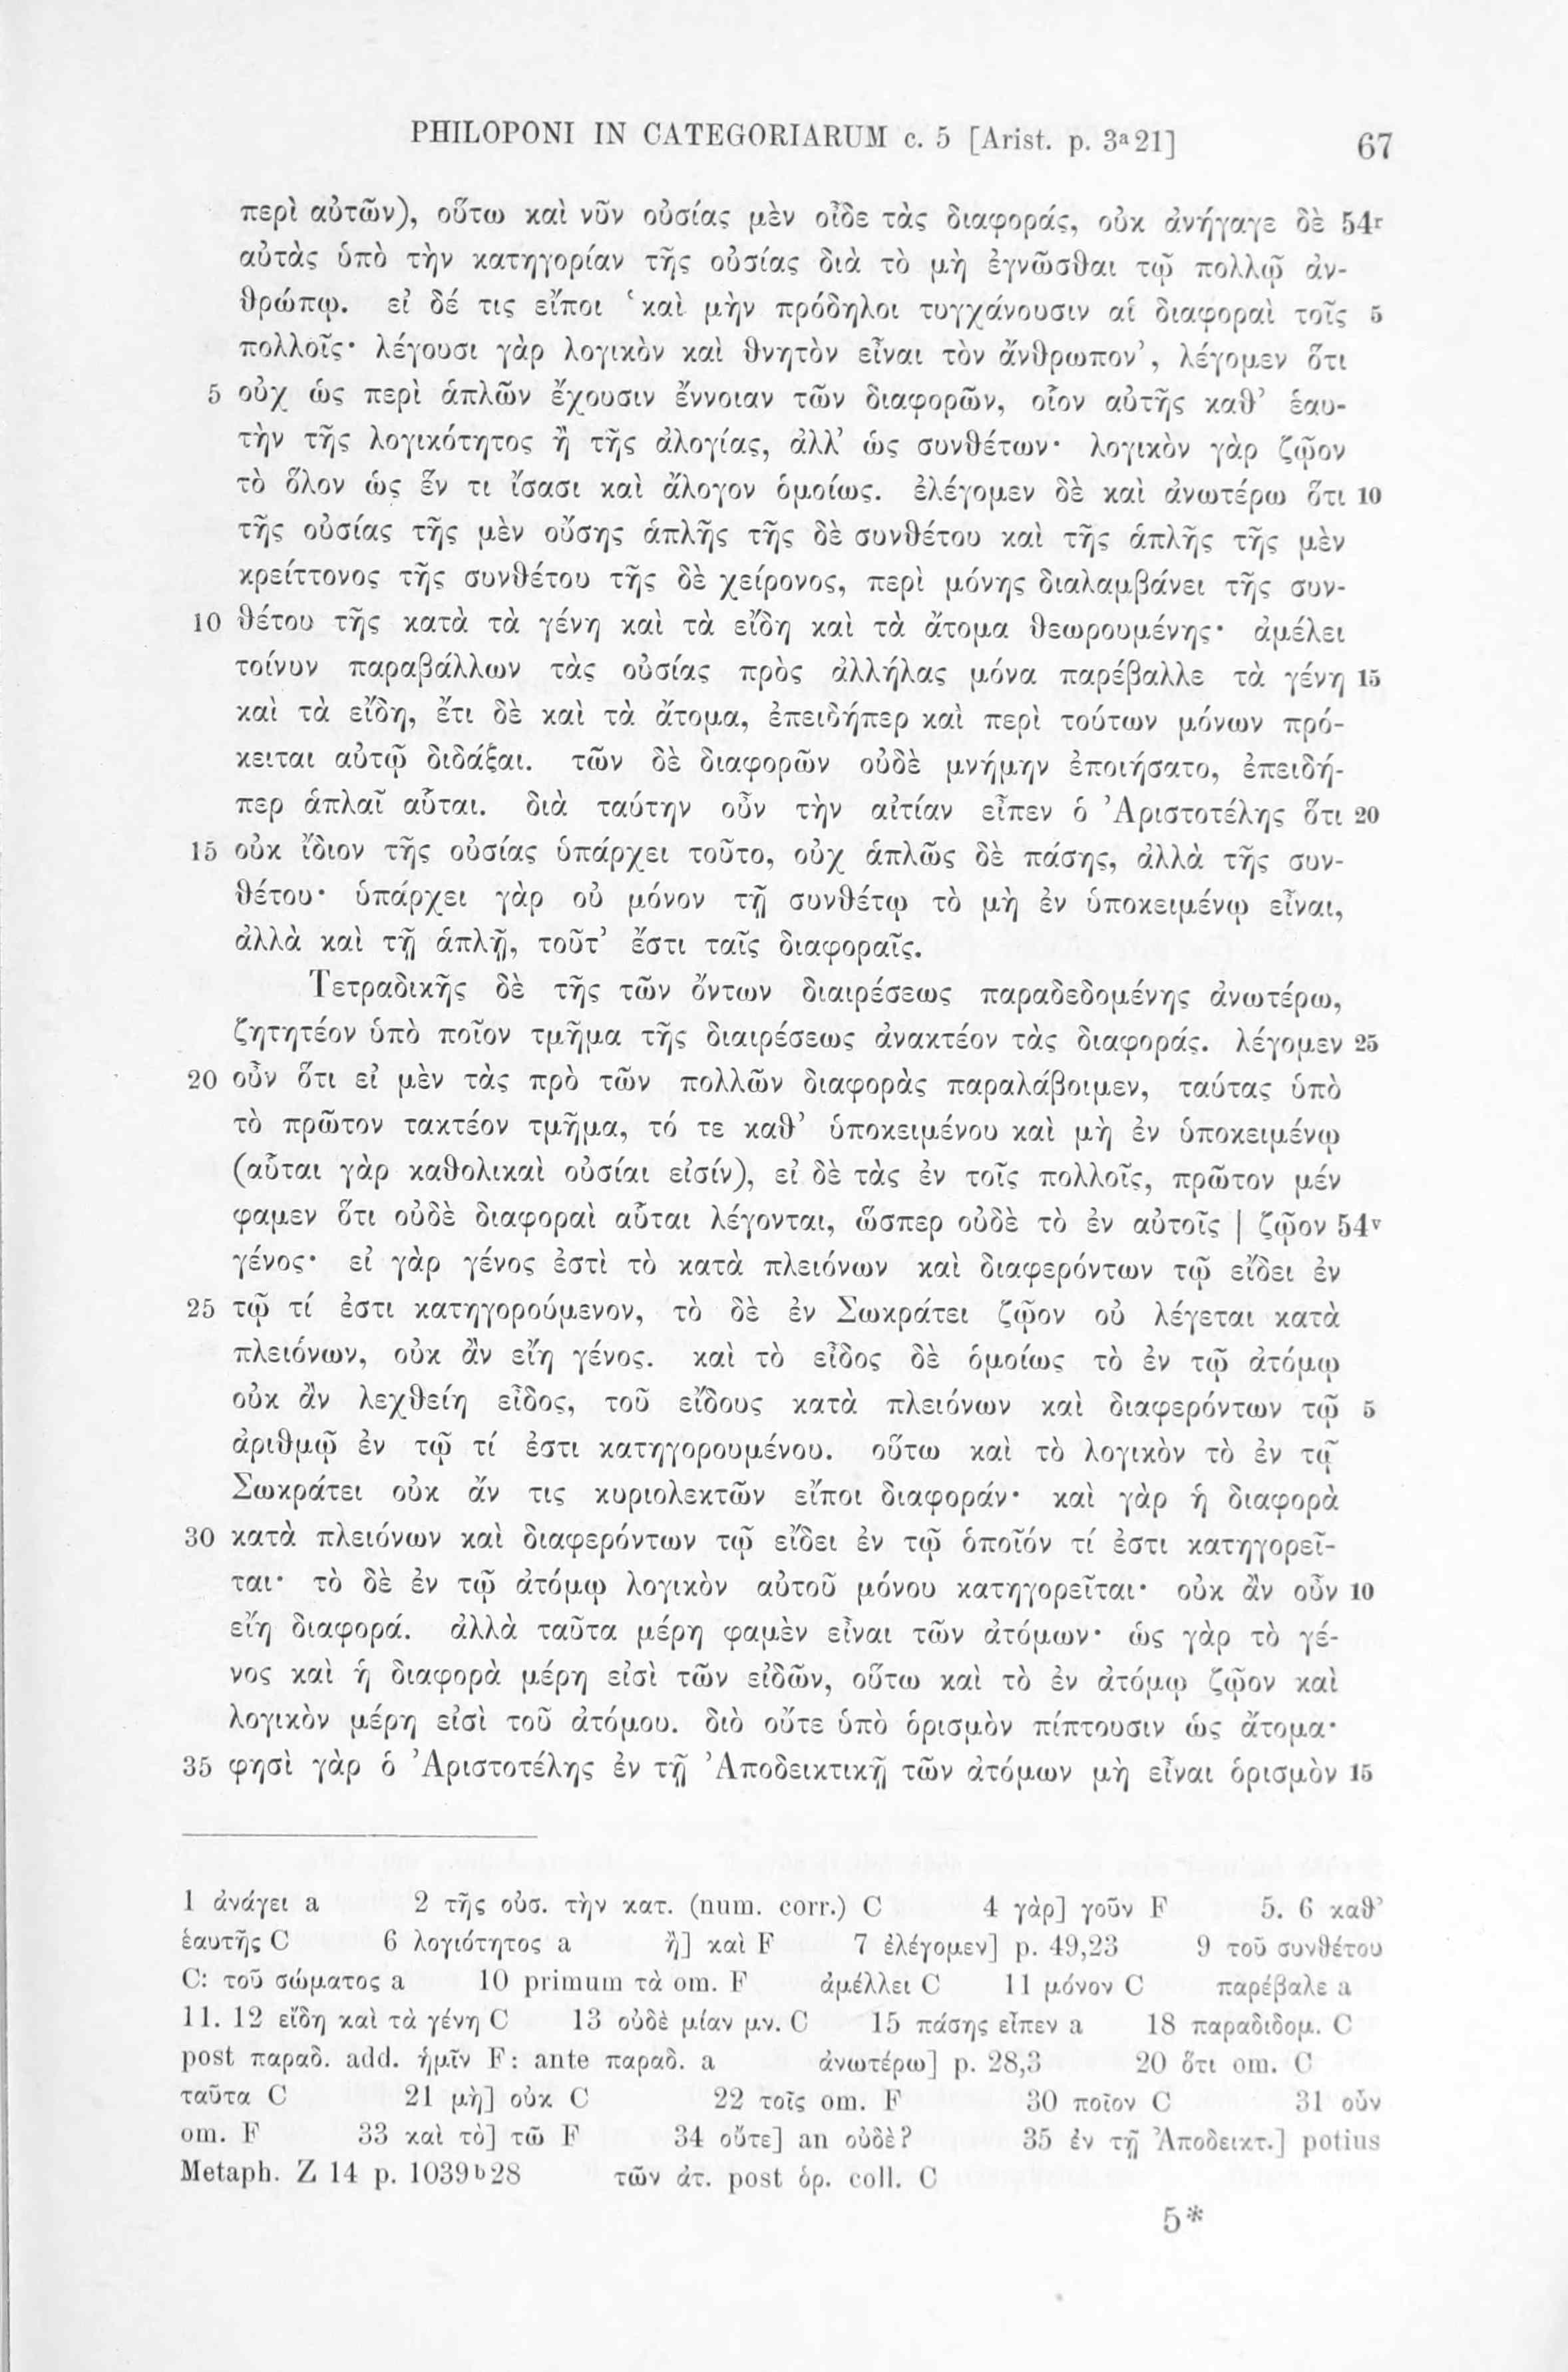 PHILOPONI IN CATEGORIARUM c. 5 [Arist. p. 3ᵃ21] 67
περὶ αὐτῶν), οὕτω καὶ νῦν οὐσίας μὲν οἶδε τὰς διαφοράς, οὐκ ἀνήγαγε δὲ 54ʳ
αὐτὰς ὑπὸ τὴν κατηγορίαν τῆς οὐσίας διὰ τὸ μὴ ἐγνῶσθαι τῷ πολλῷ ἀν-
θρώπῳ. εἰ δέ τις εἴποι ‘καὶ μὴν πρόδηλοι τυγχάνουσιν αἱ διαφοραὶ τοῖς 5
πολλοῖς· λέγουσι γὰρ λογικὸν καὶ θνητὸν εἶναι τὸν ἄνθρωπον’, λέγομεν ὅτι
5 οὐχ ὡς περὶ ἁπλῶν ἔχουσιν ἔννοιαν τῶν διαφορῶν, οἷον αὐτῆς καθ’ ἑαυ-
τὴν τῆς λογικότητος ἢ τῆς ἀλογίας, ἀλλ’ ὡς συνθέτων· λογικὸν γὰρ ζῷον
τὸ ὅλον ὡς ἕν τι ἴσασι καὶ ἄλογον ὁμοίως. ἐλέγομεν δὲ καὶ ἀνωτέρω ὅτι 10
τῆς οὐσίας τῆς μὲν οὔσης ἁπλῆς τῆς δὲ συνθέτου καὶ τῆς ἁπλῆς τῆς μὲν
κρείττονος τῆς συνθέτου τῆς δὲ χείρονος, περὶ μόνης διαλαμβάνει τῆς συν-
10 θέτου τῆς κατὰ τὰ γένη καὶ τὰ εἴδη καὶ τὰ ἄτομα θεωρουμένης· ἀμέλει
τοίνυν παραβάλλων τὰς οὐσίας πρὸς ἀλλήλας μόνα παρέβαλλε τὰ γένη 15
καὶ τὰ εἴδη, ἔτι δὲ καὶ τὰ ἄτομα, ἐπειδήπερ καὶ περὶ τούτων μόνων πρό-
κειται αὐτῷ διδάξαι. τῶν δὲ διαφορῶν οὐδὲ μνήμην ἐποιήσατο, ἐπειδή-
περ ἁπλαῖ αὗται. διὰ ταύτην οὖν τὴν αἰτίαν εἶπεν ὁ Ἀριστοτέλης ὅτι 20
15 οὐκ ἴδιον τῆς οὐσίας ὑπάρχει τοῦτο, οὐχ ἁπλῶς δὲ πάσης, ἀλλὰ τῆς συν-
θέτου· ὑπάρχει γὰρ οὐ μόνον τῇ συνθέτῳ τὸ μὴ ἐν ὑποκειμένῳ εἶναι,
ἀλλὰ καὶ τῇ ἁπλῇ, τοῦτ’ ἔστι ταῖς διαφοραῖς.
Τετραδικῆς δὲ τῆς τῶν ὄντων διαιρέσεως παραδεδομένης ἀνωτέρω,
ζητητέον ὑπὸ ποῖον τμῆμα τῆς διαιρέσεως ἀνακτέον τὰς διαφοράς. λέγομεν 25
20 οὖν ὅτι εἰ μὲν τὰς πρὸ τῶν πολλῶν διαφορὰς παραλάβοιμεν, ταύτας ὑπὸ
τὸ πρῶτον τακτέον τμῆμα, τό τε καθ’ ὑποκειμένου καὶ μὴ ἐν ὑποκειμένῳ
(αὗται γὰρ καθολικαὶ οὐσίαι εἰσίν), εἰ δὲ τὰς ἐν τοῖς πολλοῖς, πρῶτον μέν
φαμεν ὅτι οὐδὲ διαφοραὶ αὗται λέγονται, ὥσπερ οὐδὲ τὸ ἐν αὐτοῖς | ζῷον 54ᵛ
γένος· εἰ γὰρ γένος ἐστὶ τὸ κατὰ πλειόνων καὶ διαφερόντων τῷ εἴδει ἐν
25 τῷ τί ἐστι κατηγορούμενον, τὸ δὲ ἐν Σωκράτει ζῷον οὐ λέγεται κατὰ
πλειόνων, οὐκ ἂν εἴη γένος. καὶ τὸ εἶδος δὲ ὁμοίως τὸ ἐν τῷ ἀτόμῳ
οὐκ ἂν λεχθείη εἶδος, τοῦ εἴδους κατὰ πλειόνων καὶ διαφερόντων τῷ 5
ἀριθμῷ ἐν τῷ τί ἐστι κατηγορουμένου. οὕτω καὶ τὸ λογικὸν τὸ ἐν τῷ
Σωκράτει οὐκ ἄν τις κυριολεκτῶν εἴποι διαφοράν· καὶ γὰρ ἡ διαφορὰ
30 κατὰ πλειόνων καὶ διαφερόντων τῷ εἴδει ἐν τῷ ὁποῖόν τί ἐστι κατηγορεῖ-
ται· τὸ δὲ ἐν τῷ ἀτόμῳ λογικὸν αὐτοῦ μόνου κατηγορεῖται· οὐκ ἂν οὖν 10
εἴη διαφορά. ἀλλὰ ταῦτα μέρη φαμὲν εἶναι τῶν ἀτόμων· ὡς γὰρ τὸ γέ-
νος καὶ ἡ διαφορὰ μέρη εἰσὶ τῶν εἰδῶν, οὕτω καὶ τὸ ἐν ἀτόμῳ ζῷον καὶ
λογικὸν μέρη εἰσὶ τοῦ ἀτόμου. διὸ οὔτε ὑπὸ ὁρισμὸν πίπτουσιν ὡς ἄτομα·
35 φησὶ γὰρ ὁ Ἀριστοτέλης ἐν τῇ Ἀποδεικτικῇ τῶν ἀτόμων μὴ εἶναι ὁρισμὸν 15
1 ἀνάγει a 2 τῆς οὐσ. τὴν κατ. (num. corr.) C 4 γὰρ] γοῦν F 5. 6 καθ’
ἑαυτῆς C 6 λογιότητος a ἢ] καὶ F 7 ἐλέγομεν] p. 49,23 9 τοῦ συνθέτου
C: τοῦ σώματος a 10 primum τὰ om. F ἀμέλλει C 11 μόνον C παρέβαλε a
11. 12 εἴδη καὶ τὰ γένη C 13 οὐδὲ μίαν μν. C 15 πάσης εἶπεν a 18 παραδιδομ. C
post παραδ. add. ἡμῖν F: ante παραδ. a ἀνωτέρω] p. 28,3 20 ὅτι om. C
ταῦτα C 21 μὴ] οὐκ C 22 τοῖς om. F 30 ποῖον C 31 οὖν
om. F 33 καὶ τὸ] τῶ F 34 οὔτε] an οὐδὲ? 35 ἐν τῇ Ἀποδεικτ.] potius
Metaph. Z 14 p. 1039ᵇ28 τῶν ἀτ. post ὁρ. coll. C
5*